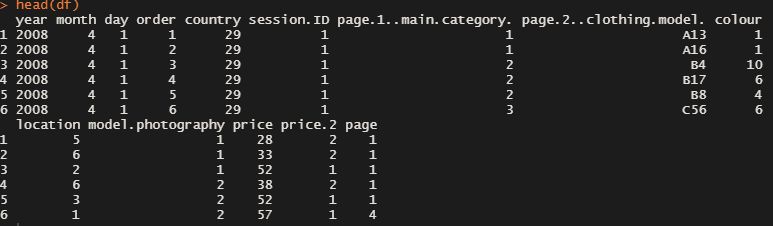 > head(df)
  year month day order country session.ID page.1..main.category. page.2..clothing.model. colour
1 2008     4   1     1      29          1                      1                     A13      1
2 2008     4   1     2      29          1                      1                     A16      1
3 2008     4   1     3      29          1                      2                      B4     10
4 2008     4   1     4      29          1                      2                     B17      6
5 2008     4   1     5      29          1                      2                      B8      4
6 2008     4   1     6      29          1                      3                     C56      6
  location model.photography price price.2 page
1        5                 1    28       2    1
2        6                 1    33       2    1
3        2                 1    52       1    1
4        6                 2    38       2    1
5        3                 2    52       1    1
6        1                 2    57       1    4